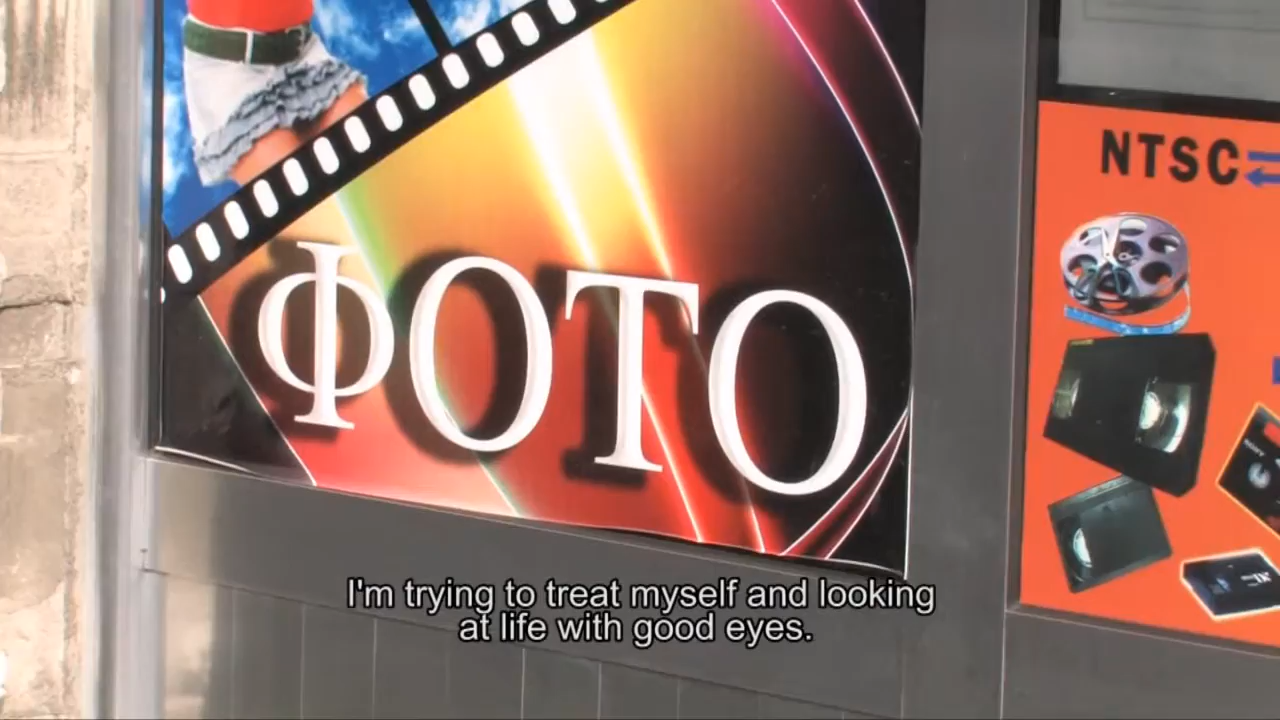 ФОТО
NTSC
I'm trying to treat myself and looking
at life with good eyes.